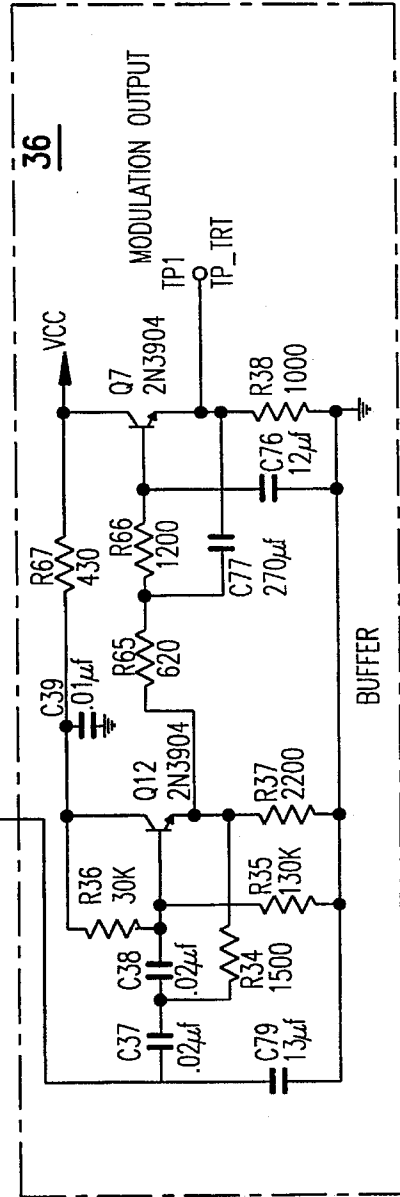 36
MODULATION OUTPUT
VCC
TP1
TP_TRT
Q7
2N3904
R67
430
R66
1200
R38
1000
C76
12µf
C77
270µf
R65
620
C39
.01µf
Q12
2N3904
R37
2200
R36
30K
R35
130K
C38
.02µf
R34
1500
C37
.02µf
C79
13µf
BUFFER